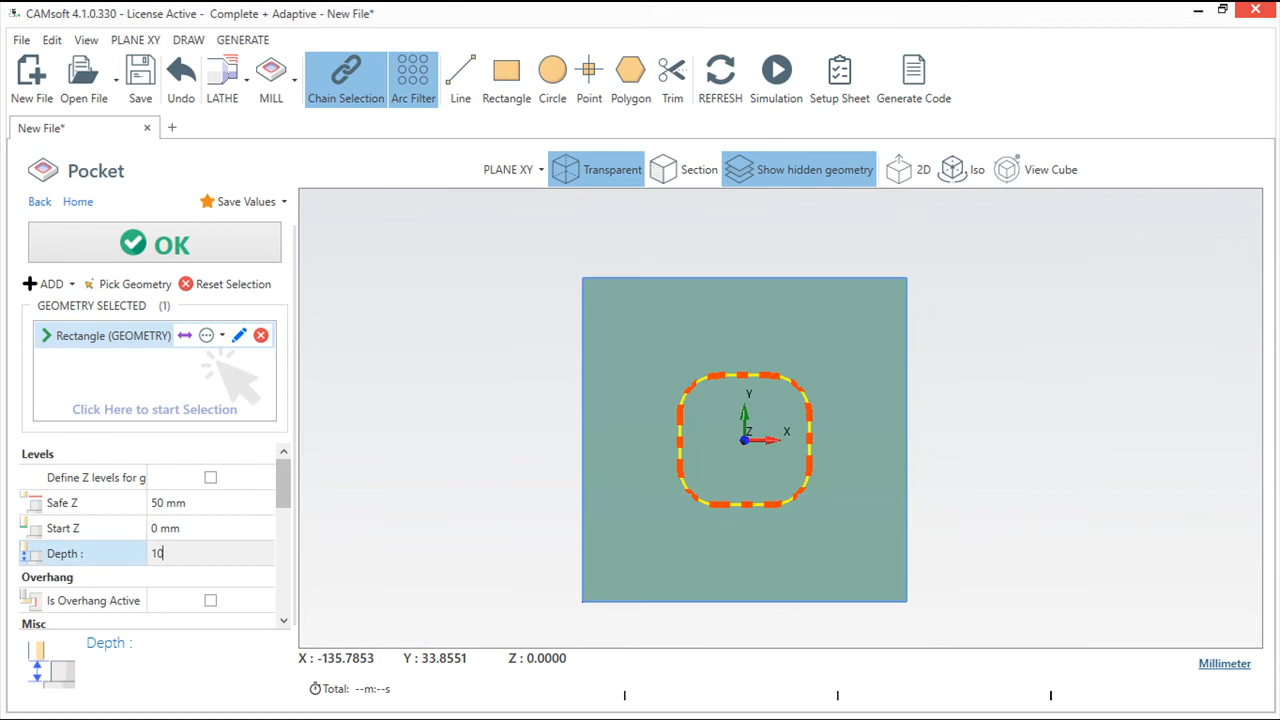 CAMsoft 4.1.0.330 - License Active - Complete + Adaptive - New File*
File Edit View PLANE XY DRAW GENERATE
New File Open File Save Undo LATHE MILL Chain Selection Arc Filter Line Rectangle Circle Point Polygon Trim REFRESH Simulation Setup Sheet Generate Code
New File*
Pocket
PLANE XY Transparent Section Show hidden geometry 2D Iso View Cube
Back Home Save Values
OK
ADD Pick Geometry Reset Selection
GEOMETRY SELECTED (1)
Rectangle (GEOMETRY)
Click Here to start Selection
Y
X
Z
Levels
Define Z levels for g
Safe Z 50 mm
Start Z 0 mm
Depth : 10
Overhang
Is Overhang Active
Misc
Depth :
X : -135.7853 Y : 33.8551 Z : 0.0000
Millimeter
Total: --m:--s